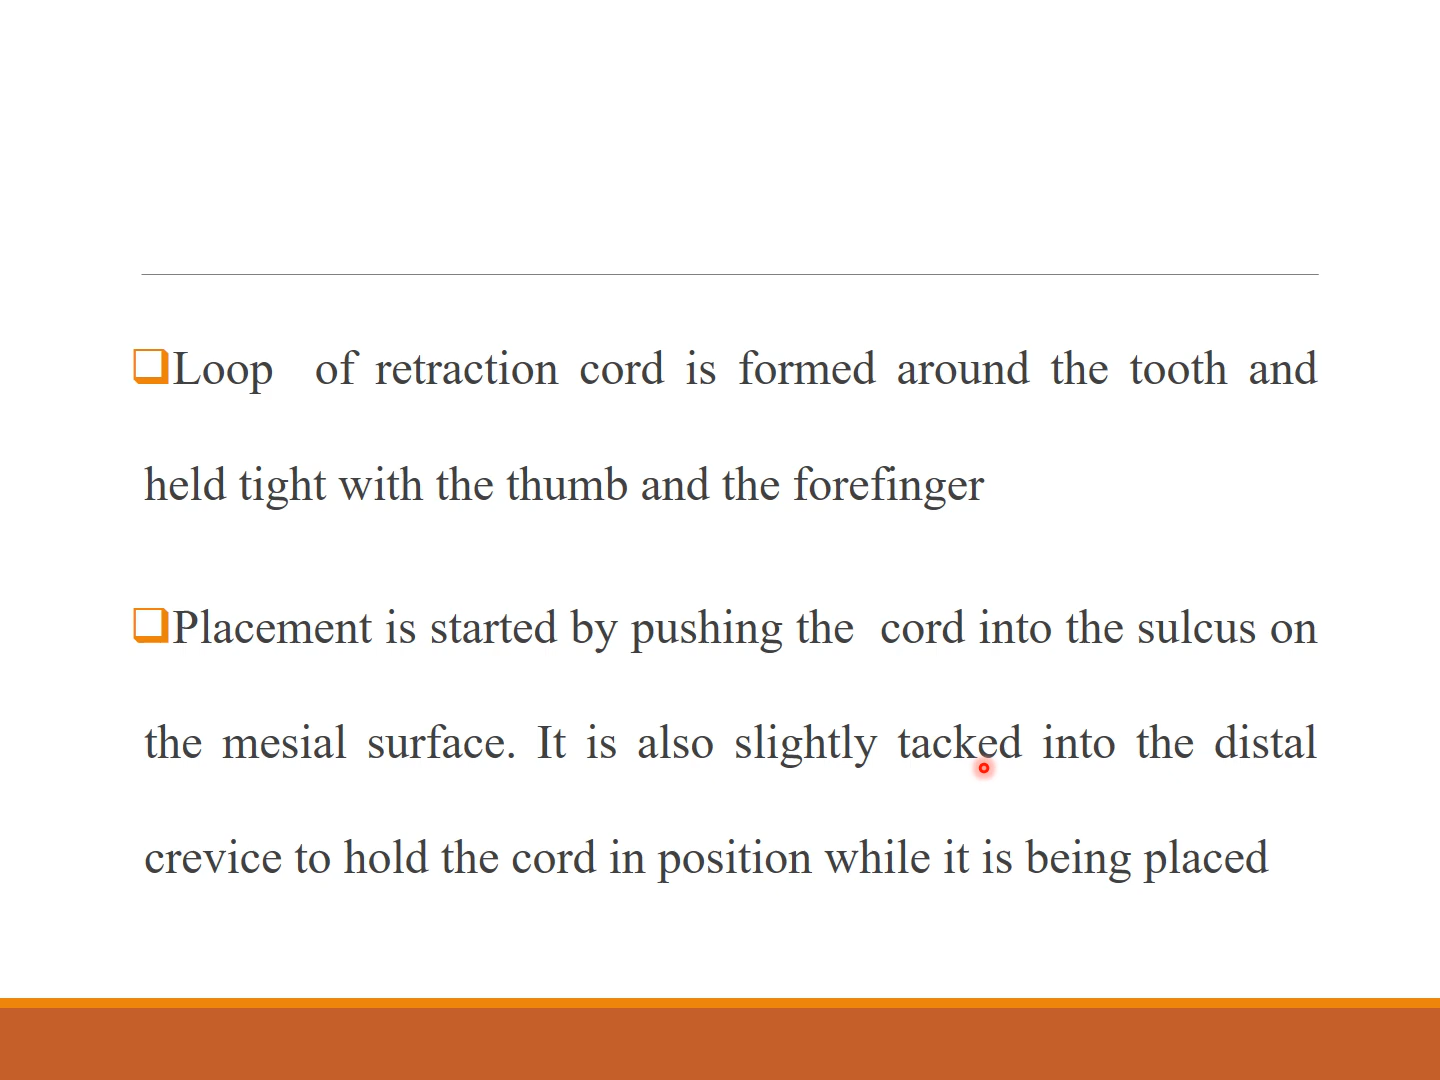 ❑Loop of retraction cord is formed around the tooth and
held tight with the thumb and the forefinger
❑Placement is started by pushing the cord into the sulcus on
the mesial surface. It is also slightly tacked into the distal
crevice to hold the cord in position while it is being placed